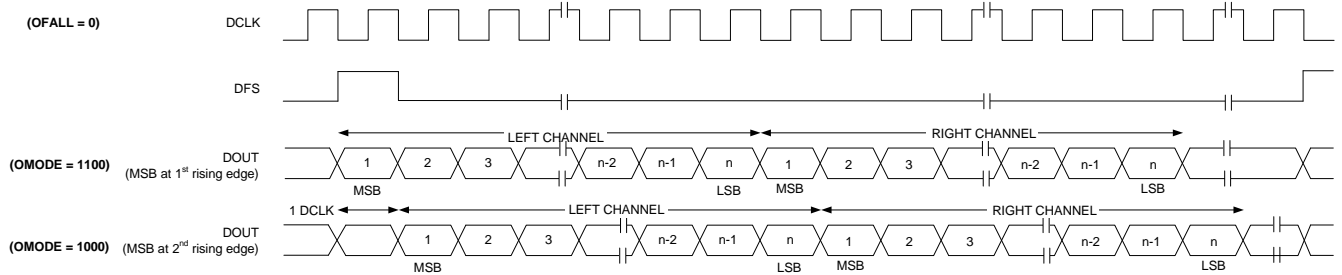 (OFALL = 0) DCLK
DFS
LEFT CHANNEL RIGHT CHANNEL
(OMODE = 1100) DOUT 1 2 3 n-2 n-1 n 1 2 3 n-2 n-1 n
(MSB at 1st rising edge)
MSB LSB MSB LSB
1 DCLK LEFT CHANNEL RIGHT CHANNEL
(OMODE = 1000) DOUT 1 2 3 n-2 n-1 n 1 2 3 n-2 n-1 n
(MSB at 2nd rising edge)
MSB LSB MSB LSB